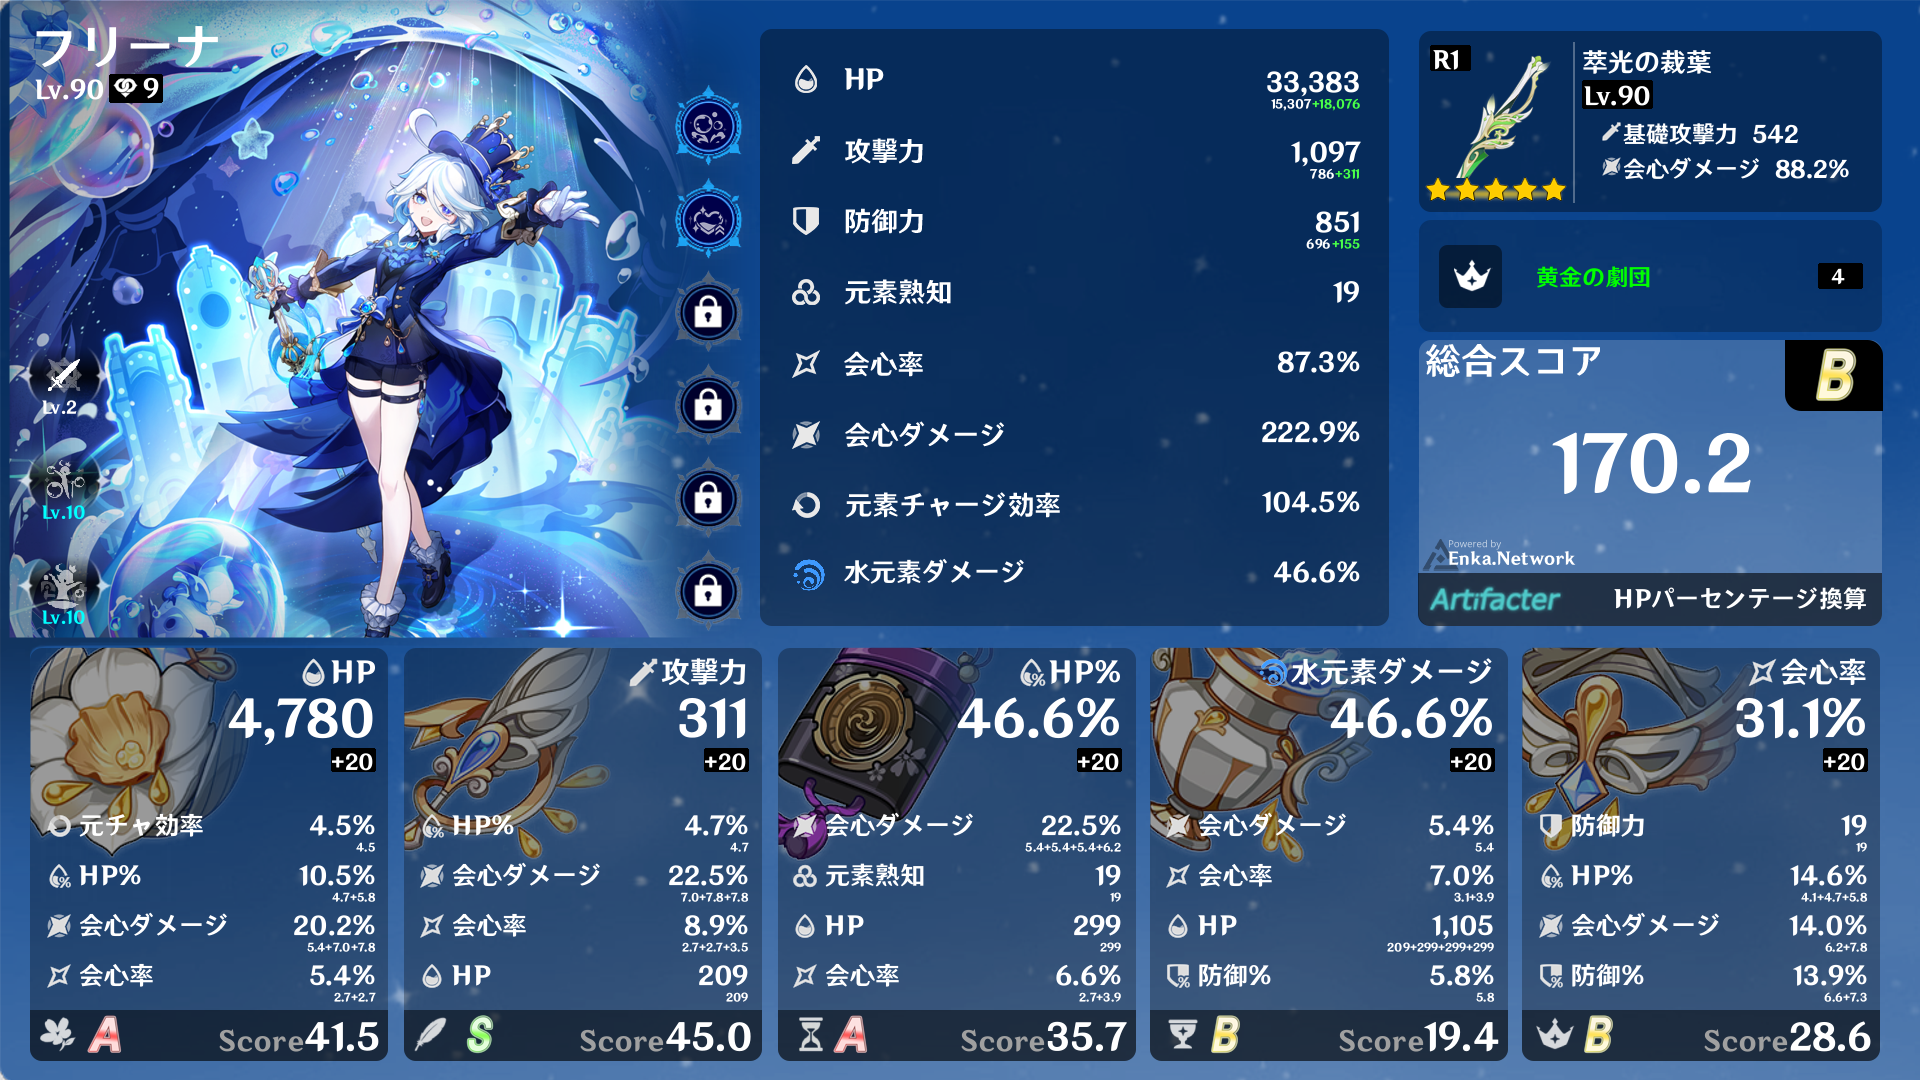 フリーナ
Lv.90 9
Lv.2
Lv.10
Lv.10
HP 33,383
15,307+18,076
攻撃力 1,097
786+311
防御力 851
696+155
元素熟知 19
会心率 87.3%
会心ダメージ 222.9%
元素チャージ効率 104.5%
水元素ダメージ 46.6%
R1 萃光の裁葉
Lv.90
基礎攻撃力 542
会心ダメージ 88.2%
黄金の劇団 4
総合スコア B
170.2
Powered by
Enka.Network
Artifacter HPパーセンテージ換算
HP
4,780
+20
元チャ効率 4.5%
4.5
HP% 10.5%
4.7+5.8
会心ダメージ 20.2%
5.4+7.0+7.8
会心率 5.4%
2.7+2.7
A Score41.5
攻撃力
311
+20
HP% 4.7%
4.7
会心ダメージ 22.5%
7.0+7.8+7.8
会心率 8.9%
2.7+2.7+3.5
HP 209
209
S Score45.0
HP%
46.6%
+20
会心ダメージ 22.5%
5.4+5.4+5.4+6.2
元素熟知 19
19
HP 299
299
会心率 6.6%
2.7+3.9
A Score35.7
水元素ダメージ
46.6%
+20
会心ダメージ 5.4%
5.4
会心率 7.0%
3.1+3.9
HP 1,105
209+299+299+299
防御% 5.8%
5.8
B Score19.4
会心率
31.1%
+20
防御力 19
19
HP% 14.6%
4.1+4.7+5.8
会心ダメージ 14.0%
6.2+7.8
防御% 13.9%
6.6+7.3
B Score28.6